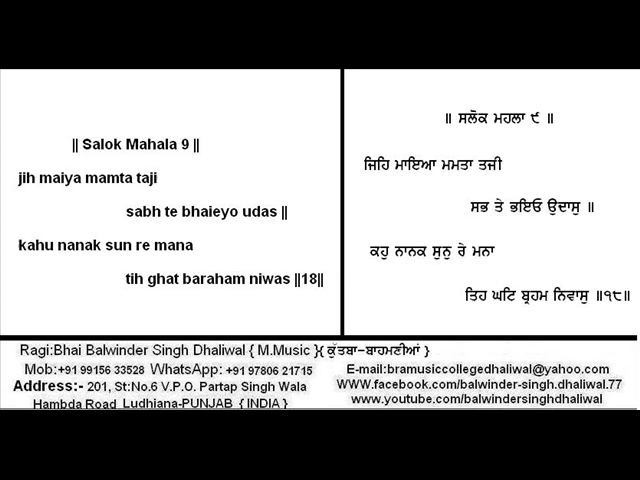 || Salok Mahala 9 ||
jih maiya mamta taji
sabh te bhaieyo udas ||
kahu nanak sun re mana
tih ghat baraham niwas ||18||
॥ ਸਲੋਕ ਮਹਲਾ ੯ ॥
ਜਿਹਿ ਮਾਇਆ ਮਮਤਾ ਤਜੀ
ਸਭ ਤੇ ਭਇਓ ਉਦਾਸੁ ॥
ਕਹੁ ਨਾਨਕ ਸੁਨੁ ਰੇ ਮਨਾ
ਤਿਹ ਘਟਿ ਬ੍ਰਹਮ ਨਿਵਾਸੁ ॥੧੮॥
Ragi:Bhai Balwinder Singh Dhaliwal { M.Music }{ ਕੁੱਤਬਾ-ਬਾਹਮਣੀਆਂ }
Mob:+91 99156 33528 WhatsApp: +91 97806 21715
Address:- 201, St:No.6 V.P.O. Partap Singh Wala
Hambda Road Ludhiana-PUNJAB { INDIA }
E-mail:bramusiccollegedhaliwal@yahoo.com
WWW.facebook.com/balwinder-singh.dhaliwal.77
www.youtube.com/balwindersinghdhaliwal